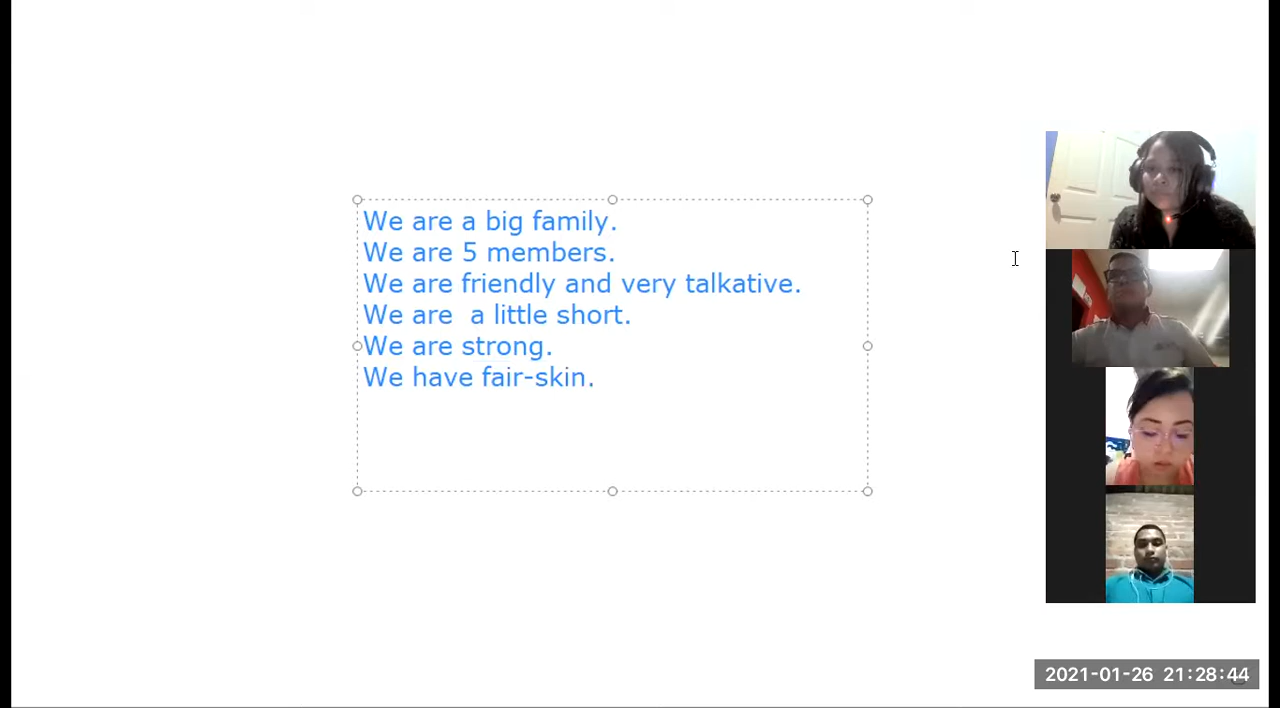 We are a big family.
We are 5 members.
We are friendly and very talkative.
We are  a little short.
We are strong.
We have fair-skin.
2021-01-26 21:28:44